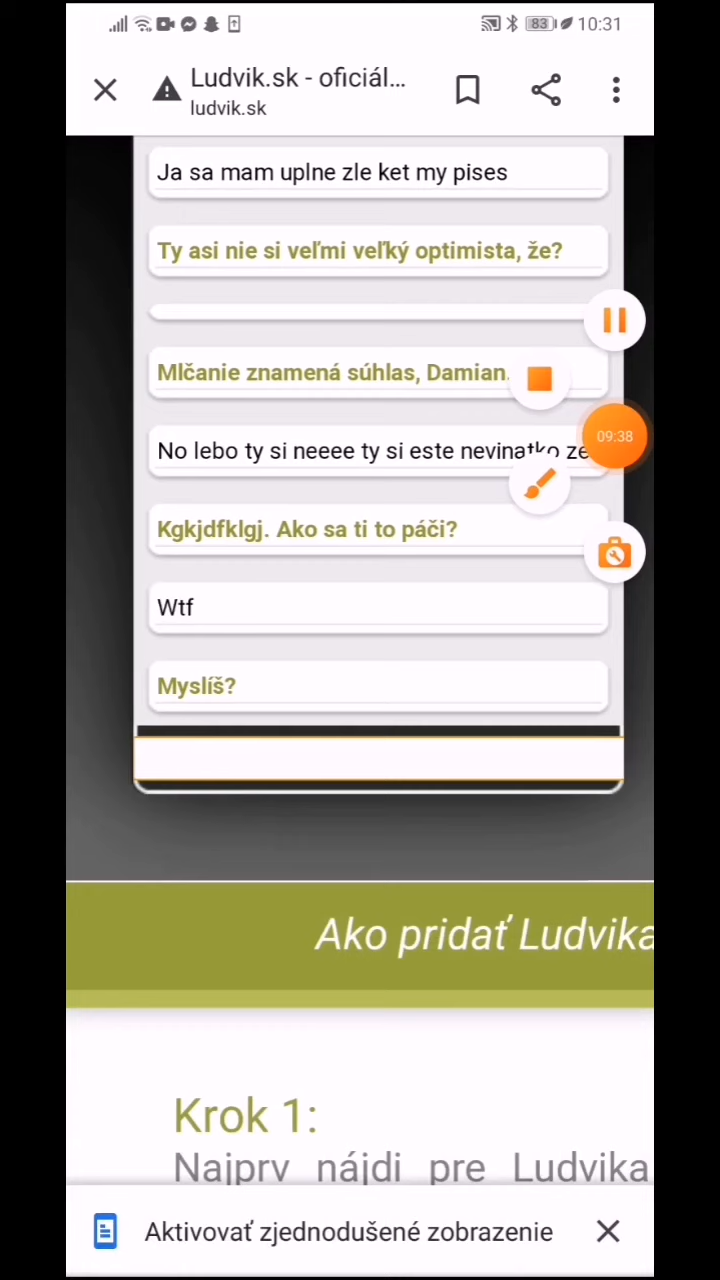 83 10:31
Ludvik.sk - oficiál...
ludvik.sk
Ja sa mam uplne zle ket my pises
Ty asi nie si veľmi veľký optimista, že?
Mlčanie znamená súhlas, Damian.
No lebo ty si neeee ty si este nevinatko ze
09:38
Kgkjdfklgj. Ako sa ti to páči?
Wtf
Myslíš?
Ako pridať Ludvika
Krok 1:
Najprv nájdi pre Ludvika
Aktivovať zjednodušené zobrazenie